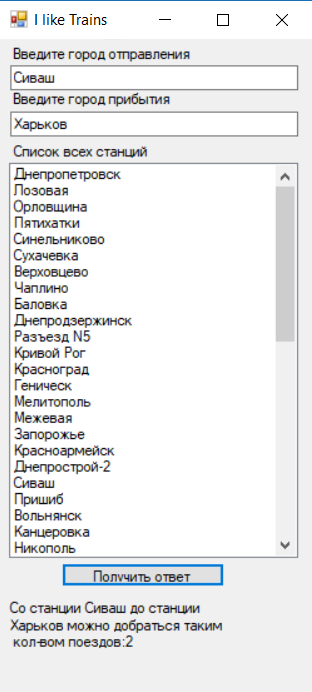 I like Trains
Введите город отправления
Сиваш
Введите город прибытия
Харьков
Список всех станций
Днепропетровск
Лозовая
Орловщина
Пятихатки
Синельниково
Сухачевка
Верховцево
Чаплино
Баловка
Днепродзержинск
Разъезд N5
Кривой Рог
Красноград
Геническ
Мелитополь
Межевая
Запорожье
Красноармейск
Днепрострой-2
Сиваш
Пришиб
Вольнянск
Канцеровка
Никополь
Получить ответ
Со станции Сиваш до станции
Харьков можно добраться таким
кол-вом поездов:2